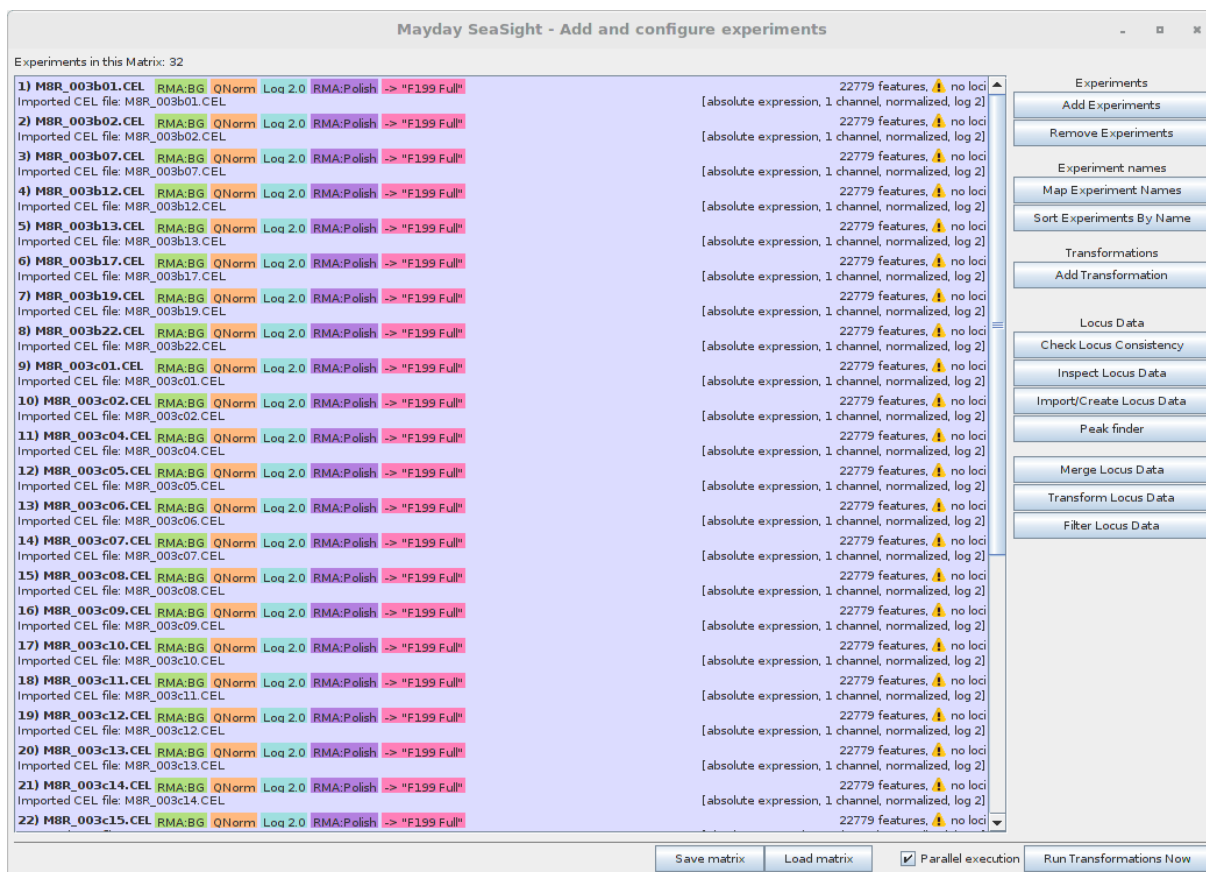 Mayday SeaSight - Add and configure experiments
Experiments in this Matrix: 32
1) M8R_003b01.CEL RMA:BG QNorm Log 2.0 RMA:Polish -> "F199 Full" 22779 features, no loci
Imported CEL file: M8R_003b01.CEL [absolute expression, 1 channel, normalized, log 2]
2) M8R_003b02.CEL RMA:BG QNorm Log 2.0 RMA:Polish -> "F199 Full" 22779 features, no loci
Imported CEL file: M8R_003b02.CEL [absolute expression, 1 channel, normalized, log 2]
3) M8R_003b07.CEL RMA:BG QNorm Log 2.0 RMA:Polish -> "F199 Full" 22779 features, no loci
Imported CEL file: M8R_003b07.CEL [absolute expression, 1 channel, normalized, log 2]
4) M8R_003b12.CEL RMA:BG QNorm Log 2.0 RMA:Polish -> "F199 Full" 22779 features, no loci
Imported CEL file: M8R_003b12.CEL [absolute expression, 1 channel, normalized, log 2]
5) M8R_003b13.CEL RMA:BG QNorm Log 2.0 RMA:Polish -> "F199 Full" 22779 features, no loci
Imported CEL file: M8R_003b13.CEL [absolute expression, 1 channel, normalized, log 2]
6) M8R_003b17.CEL RMA:BG QNorm Log 2.0 RMA:Polish -> "F199 Full" 22779 features, no loci
Imported CEL file: M8R_003b17.CEL [absolute expression, 1 channel, normalized, log 2]
7) M8R_003b19.CEL RMA:BG QNorm Log 2.0 RMA:Polish -> "F199 Full" 22779 features, no loci
Imported CEL file: M8R_003b19.CEL [absolute expression, 1 channel, normalized, log 2]
8) M8R_003b22.CEL RMA:BG QNorm Log 2.0 RMA:Polish -> "F199 Full" 22779 features, no loci
Imported CEL file: M8R_003b22.CEL [absolute expression, 1 channel, normalized, log 2]
9) M8R_003c01.CEL RMA:BG QNorm Log 2.0 RMA:Polish -> "F199 Full" 22779 features, no loci
Imported CEL file: M8R_003c01.CEL [absolute expression, 1 channel, normalized, log 2]
10) M8R_003c02.CEL RMA:BG QNorm Log 2.0 RMA:Polish -> "F199 Full" 22779 features, no loci
Imported CEL file: M8R_003c02.CEL [absolute expression, 1 channel, normalized, log 2]
11) M8R_003c04.CEL RMA:BG QNorm Log 2.0 RMA:Polish -> "F199 Full" 22779 features, no loci
Imported CEL file: M8R_003c04.CEL [absolute expression, 1 channel, normalized, log 2]
12) M8R_003c05.CEL RMA:BG QNorm Log 2.0 RMA:Polish -> "F199 Full" 22779 features, no loci
Imported CEL file: M8R_003c05.CEL [absolute expression, 1 channel, normalized, log 2]
13) M8R_003c06.CEL RMA:BG QNorm Log 2.0 RMA:Polish -> "F199 Full" 22779 features, no loci
Imported CEL file: M8R_003c06.CEL [absolute expression, 1 channel, normalized, log 2]
14) M8R_003c07.CEL RMA:BG QNorm Log 2.0 RMA:Polish -> "F199 Full" 22779 features, no loci
Imported CEL file: M8R_003c07.CEL [absolute expression, 1 channel, normalized, log 2]
15) M8R_003c08.CEL RMA:BG QNorm Log 2.0 RMA:Polish -> "F199 Full" 22779 features, no loci
Imported CEL file: M8R_003c08.CEL [absolute expression, 1 channel, normalized, log 2]
16) M8R_003c09.CEL RMA:BG QNorm Log 2.0 RMA:Polish -> "F199 Full" 22779 features, no loci
Imported CEL file: M8R_003c09.CEL [absolute expression, 1 channel, normalized, log 2]
17) M8R_003c10.CEL RMA:BG QNorm Log 2.0 RMA:Polish -> "F199 Full" 22779 features, no loci
Imported CEL file: M8R_003c10.CEL [absolute expression, 1 channel, normalized, log 2]
18) M8R_003c11.CEL RMA:BG QNorm Log 2.0 RMA:Polish -> "F199 Full" 22779 features, no loci
Imported CEL file: M8R_003c11.CEL [absolute expression, 1 channel, normalized, log 2]
19) M8R_003c12.CEL RMA:BG QNorm Log 2.0 RMA:Polish -> "F199 Full" 22779 features, no loci
Imported CEL file: M8R_003c12.CEL [absolute expression, 1 channel, normalized, log 2]
20) M8R_003c13.CEL RMA:BG QNorm Log 2.0 RMA:Polish -> "F199 Full" 22779 features, no loci
Imported CEL file: M8R_003c13.CEL [absolute expression, 1 channel, normalized, log 2]
21) M8R_003c14.CEL RMA:BG QNorm Log 2.0 RMA:Polish -> "F199 Full" 22779 features, no loci
Imported CEL file: M8R_003c14.CEL [absolute expression, 1 channel, normalized, log 2]
22) M8R_003c15.CEL RMA:BG QNorm Log 2.0 RMA:Polish -> "F199 Full" 22779 features, no loci
Experiments
Add Experiments
Remove Experiments
Experiment names
Map Experiment Names
Sort Experiments By Name
Transformations
Add Transformation
Locus Data
Check Locus Consistency
Inspect Locus Data
Import/Create Locus Data
Peak finder
Merge Locus Data
Transform Locus Data
Filter Locus Data
Save matrix Load matrix Parallel execution Run Transformations Now